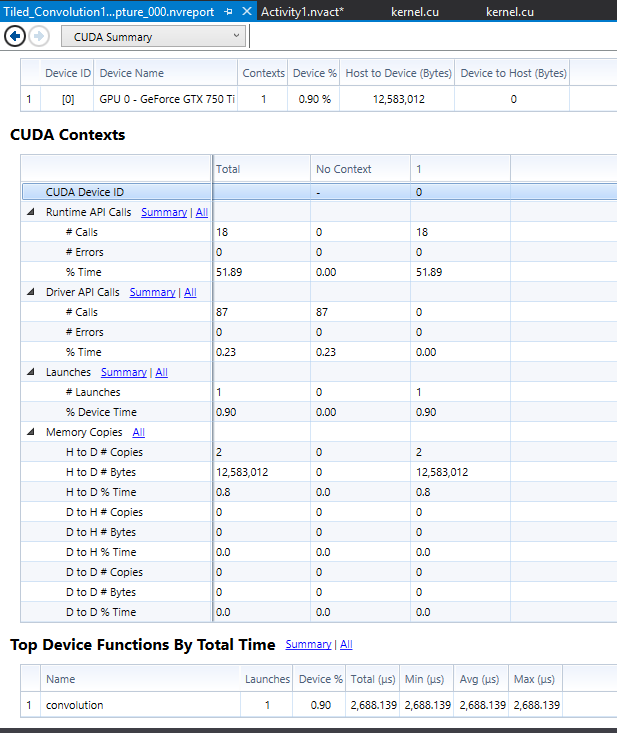 Tiled_Convolution1...pture_000.nvreport Activity1.nvact* kernel.cu kernel.cu
CUDA Summary
Device ID Device Name Contexts Device % Host to Device (Bytes) Device to Host (Bytes)
1 [0] GPU 0 - GeForce GTX 750 Ti 1 0.90 % 12,583,012 0
CUDA Contexts
Total No Context 1
CUDA Device ID - 0
Runtime API Calls Summary | All
# Calls 18 0 18
# Errors 0 0 0
% Time 51.89 0.00 51.89
Driver API Calls Summary | All
# Calls 87 87 0
# Errors 0 0 0
% Time 0.23 0.23 0.00
Launches Summary | All
# Launches 1 0 1
% Device Time 0.90 0.00 0.90
Memory Copies All
H to D # Copies 2 0 2
H to D # Bytes 12,583,012 0 12,583,012
H to D % Time 0.8 0.0 0.8
D to H # Copies 0 0 0
D to H # Bytes 0 0 0
D to H % Time 0.0 0.0 0.0
D to D # Copies 0 0 0
D to D # Bytes 0 0 0
D to D % Time 0.0 0.0 0.0
Top Device Functions By Total Time Summary | All
Name Launches Device % Total (µs) Min (µs) Avg (µs) Max (µs)
1 convolution 1 0.90 2,688.139 2,688.139 2,688.139 2,688.139